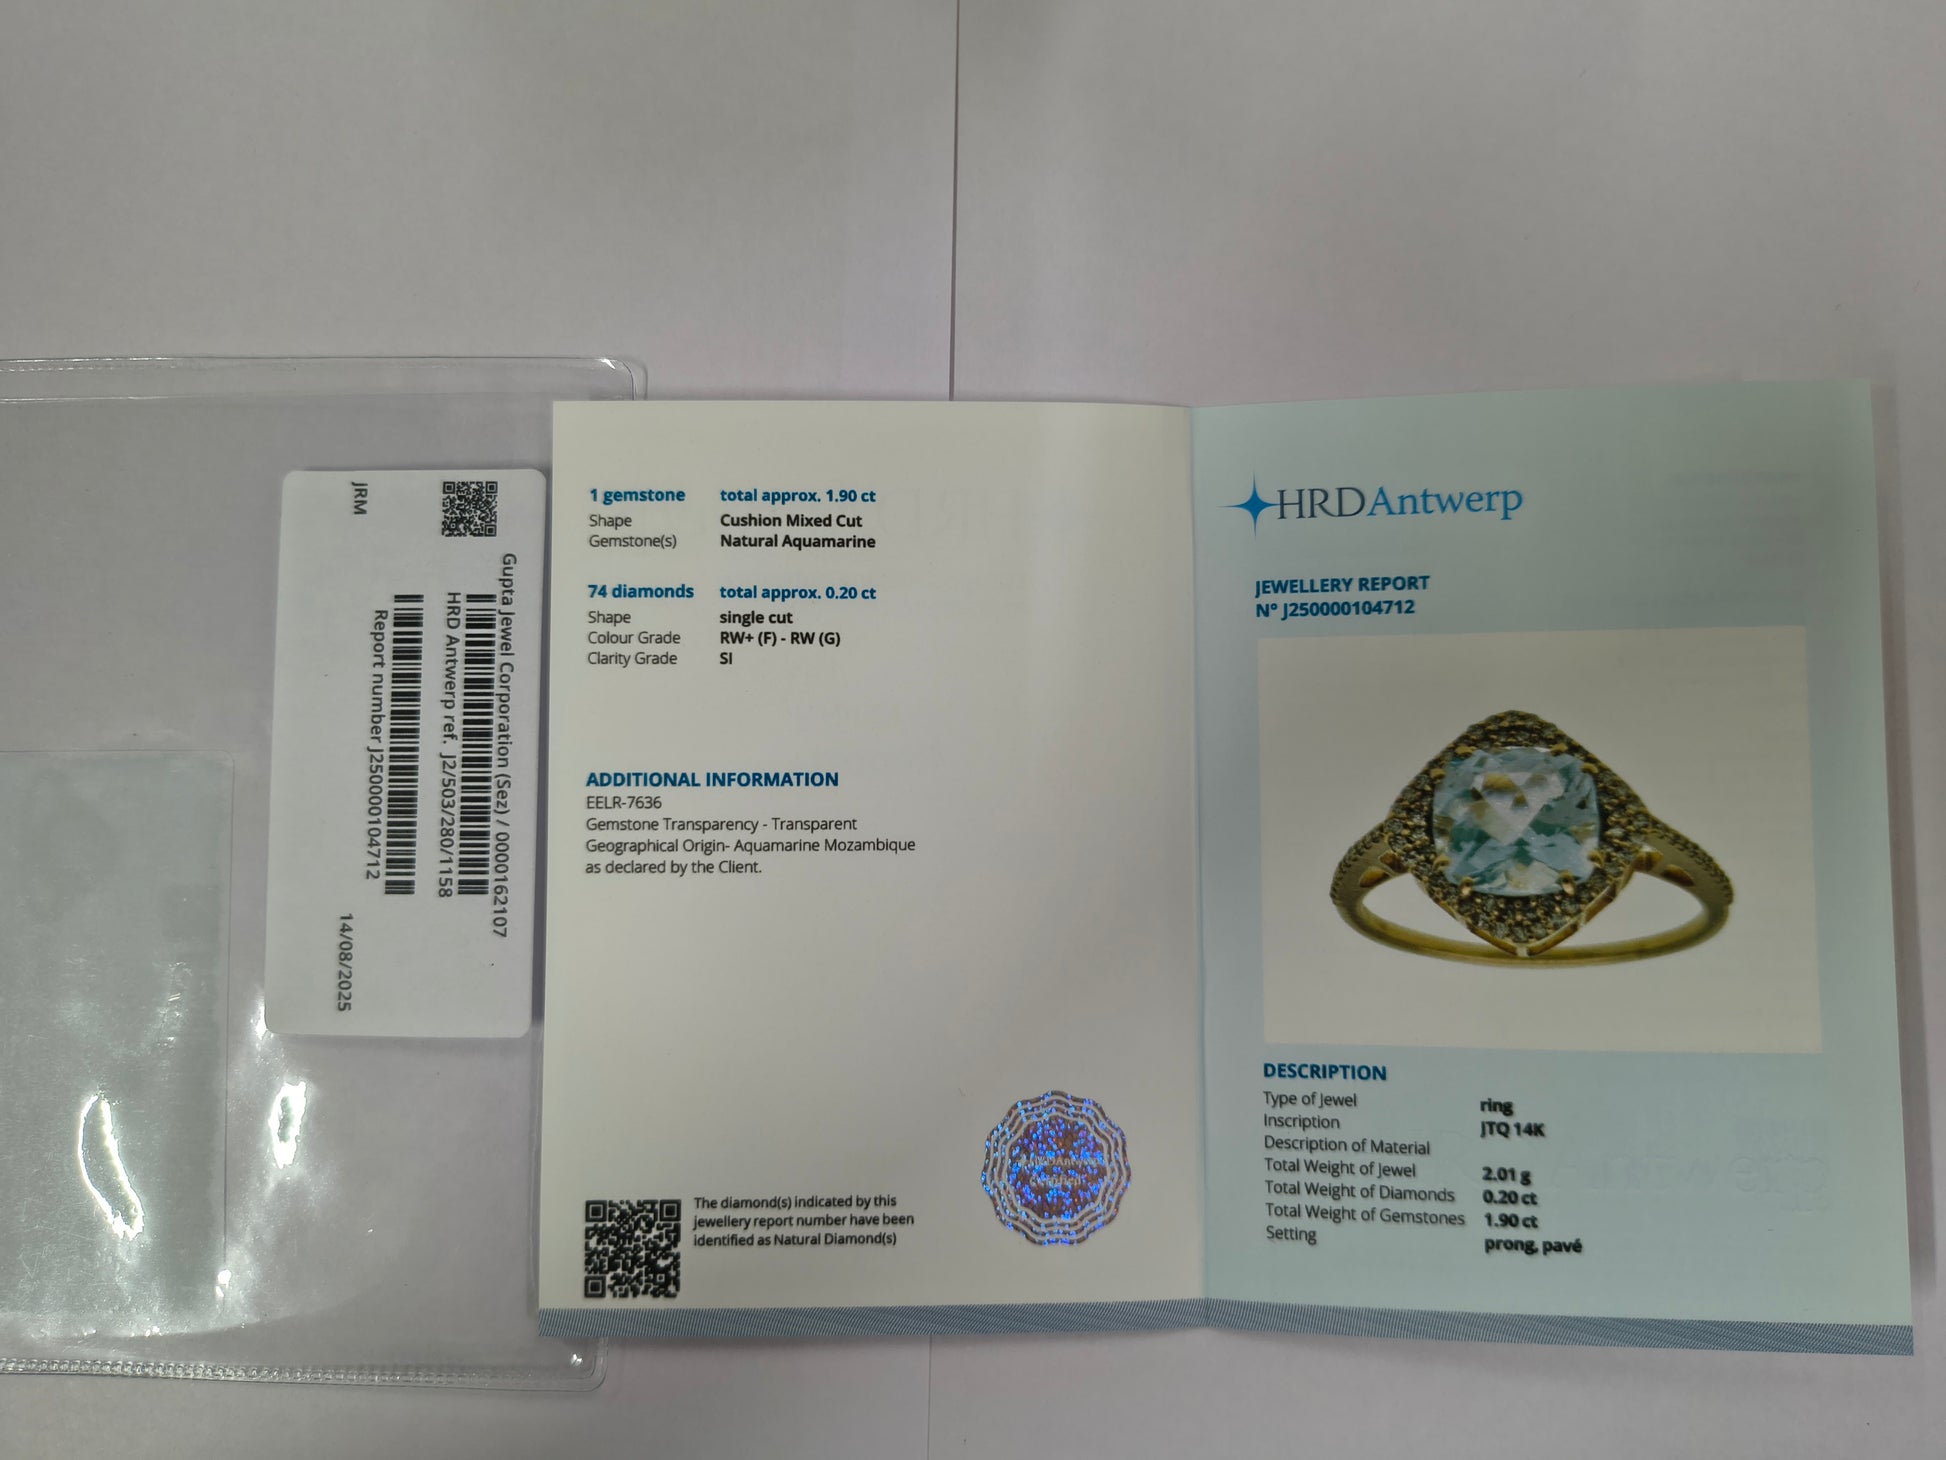 JRM
Gupta Jewel Corporation (Sez) / 0000162107
HRD Antwerp ref. J2/503/280/1158
Report number J250000104712
14/08/2025
1 gemstone total approx. 1.90 ct
Shape Cushion Mixed Cut
Gemstone(s) Natural Aquamarine
74 diamonds total approx. 0.20 ct
Shape single cut
Colour Grade RW+ (F) - RW (G)
Clarity Grade SI
ADDITIONAL INFORMATION
EELR-7636
Gemstone Transparency - Transparent
Geographical Origin- Aquamarine Mozambique
as declared by the Client.
The diamond(s) indicated by this
jewellery report number have been
identified as Natural Diamond(s)
HRDAntwerp
JEWELLERY REPORT
N° J250000104712
DESCRIPTION
Type of Jewel ring
Inscription JTQ 14K
Description of Material
Total Weight of Jewel 2.01 g
Total Weight of Diamonds 0.20 ct
Total Weight of Gemstones 1.90 ct
Setting prong, pavé